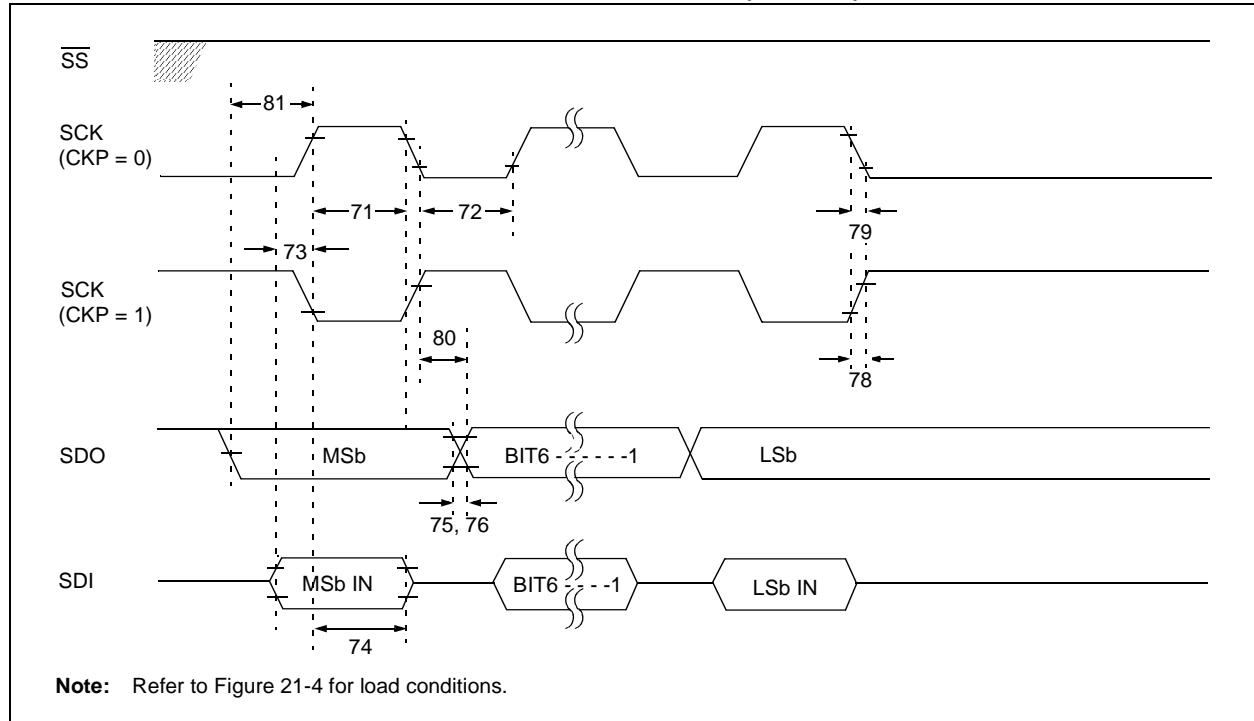 SS
81
SCK
(CKP = 0)
71
72
79
73
SCK
(CKP = 1)
80
78
SDO
MSb
BIT6 - - - - - -1
LSb
75, 76
SDI
MSb IN
BIT6 - - - - -1
LSb IN
74
Note: Refer to Figure 21-4 for load conditions.